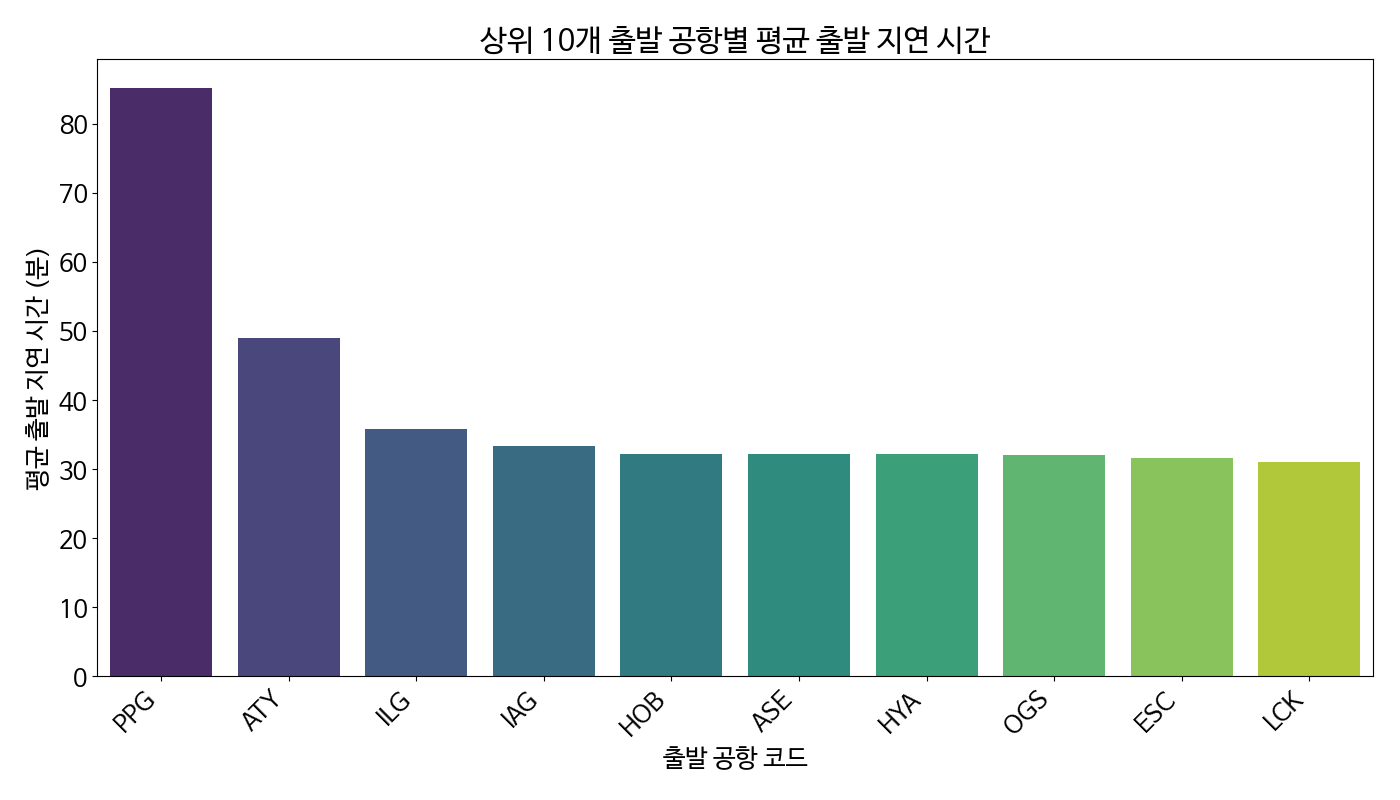 상위 10개 출발 공항별 평균 출발 지연 시간
평균 출발 지연 시간 (분)
80
70
60
50
40
30
20
10
0
PPG
ATY
ILG
IAG
HOB
ASE
HYA
OGS
ESC
LCK
출발 공항 코드